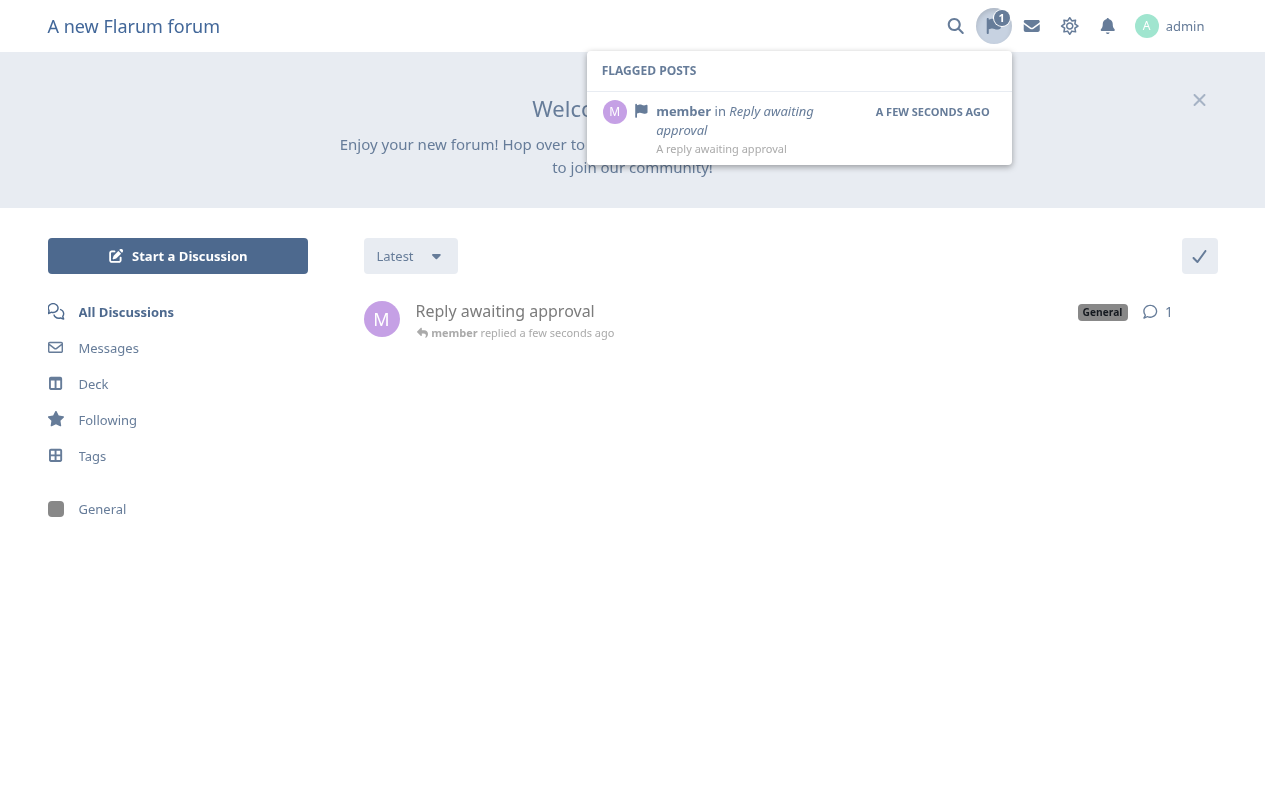 A new Flarum forum
1
A
admin
FLAGGED POSTS
M
member in Reply awaiting approval
A FEW SECONDS AGO
A reply awaiting approval
Welco
Enjoy your new forum! Hop over to
to join our community!
Start a Discussion
Latest
All Discussions
Messages
Deck
Following
Tags
General
M
Reply awaiting approval
General
1
member replied a few seconds ago